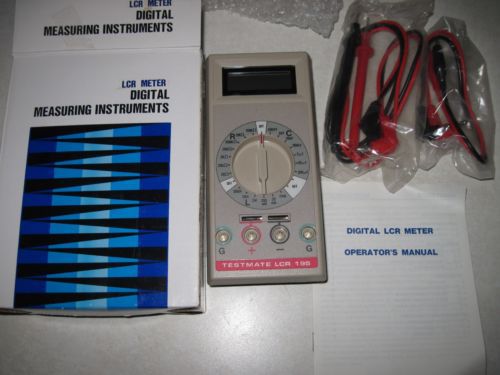 LCR METER
DIGITAL
MEASURING INSTRUMENTS
LCR METER
DIGITAL
MEASURING INSTRUMENTS
R
C
L
G
+
−
G
TESTMATE LCR 195
DIGITAL LCR METER
OPERATOR'S MANUAL